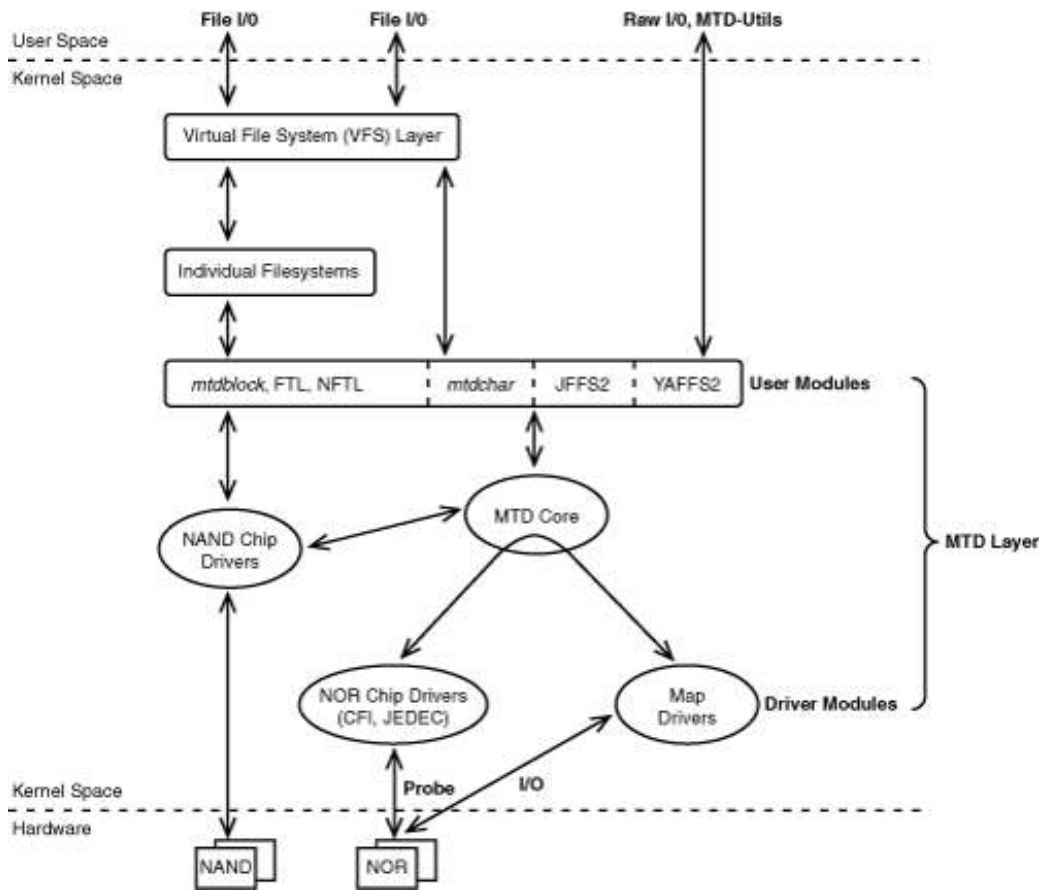 File I/0
File I/0
Raw I/0, MTD-Utils
User Space
Kernel Space
Virtual File System (VFS) Layer
Individual Filesystems
mtdblock, FTL, NFTL
mtdchar
JFFS2
YAFFS2
User Modules
MTD Core
NAND Chip
Drivers
MTD Layer
NOR Chip Drivers
(CFI, JEDEC)
Map
Drivers
Driver Modules
Probe
I/O
Kernel Space
Hardware
NAND
NOR